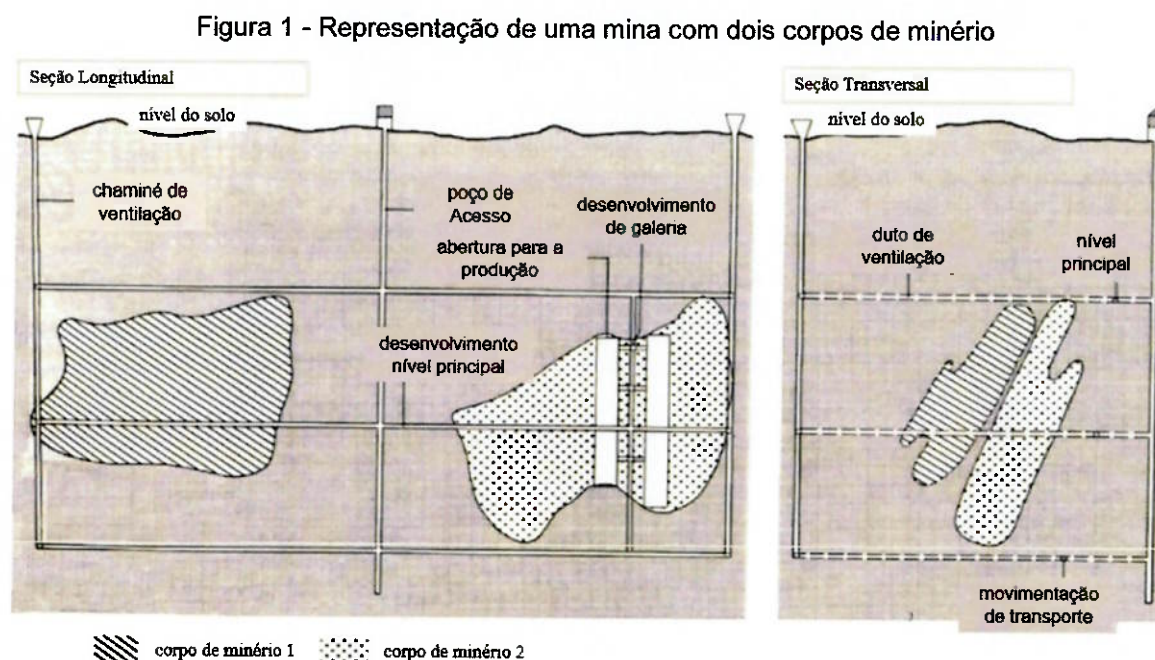 Figura 1 - Representação de uma mina com dois corpos de minério
Seção Longitudinal
nível do solo
chaminé de
ventilação
poço de
Acesso
desenvolvimento
de galeria
abertura para a
produção
desenvolvimento
nível principal
Seção Transversal
nível do solo
duto de
ventilação
nível
principal
movimentação
de transporte
corpo de minério 1
corpo de minério 2